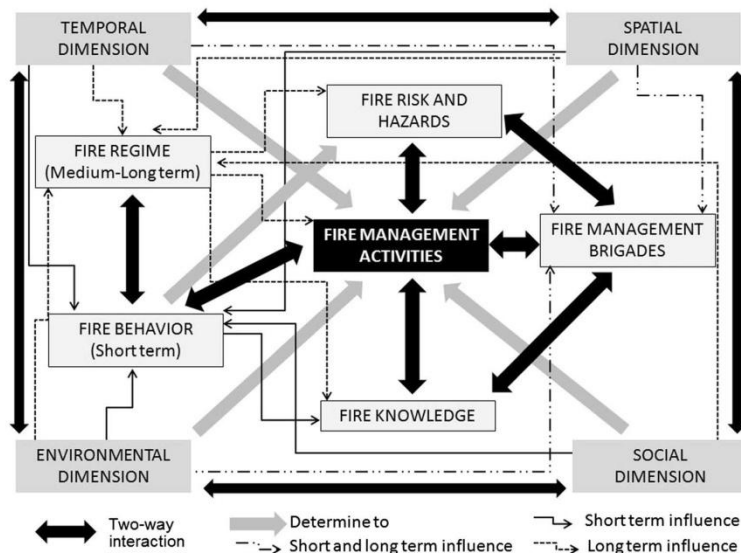 TEMPORAL
DIMENSION
SPATIAL
DIMENSION
FIRE RISK AND
HAZARDS
FIRE REGIME
(Medium-Long term)
FIRE MANAGEMENT
ACTIVITIES
FIRE MANAGEMENT
BRIGADES
FIRE BEHAVIOR
(Short term)
FIRE KNOWLEDGE
ENVIRONMENTAL
DIMENSION
SOCIAL
DIMENSION
Two-way
interaction
Determine to
Short and long term influence
Short term influence
Long term influence